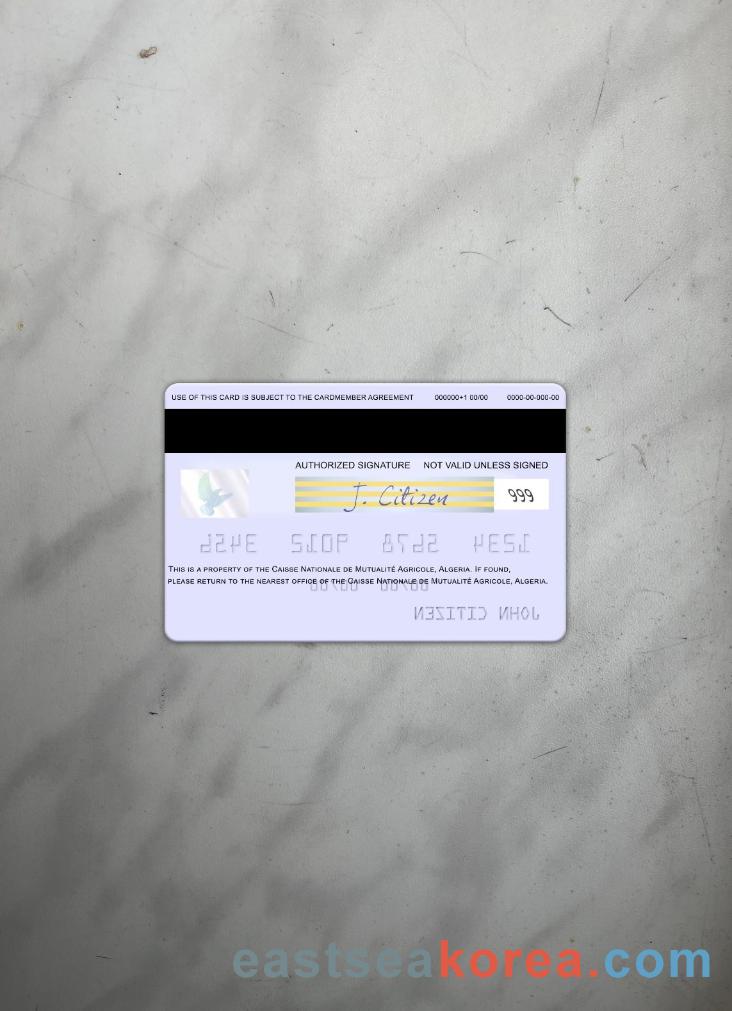 USE OF THIS CARD IS SUBJECT TO THE CARDMEMBER AGREEMENT 000000+1 00/00 0000-00-000-00
AUTHORIZED SIGNATURE NOT VALID UNLESS SIGNED
J. Citizen 999
THIS IS A PROPERTY OF THE CAISSE NATIONALE DE MUTUALITÉ AGRICOLE, ALGERIA. IF FOUND,
PLEASE RETURN TO THE NEAREST OFFICE OF THE CAISSE NATIONALE DE MUTUALITÉ AGRICOLE, ALGERIA.
JOHN CITIZEN
eastseakorea.com